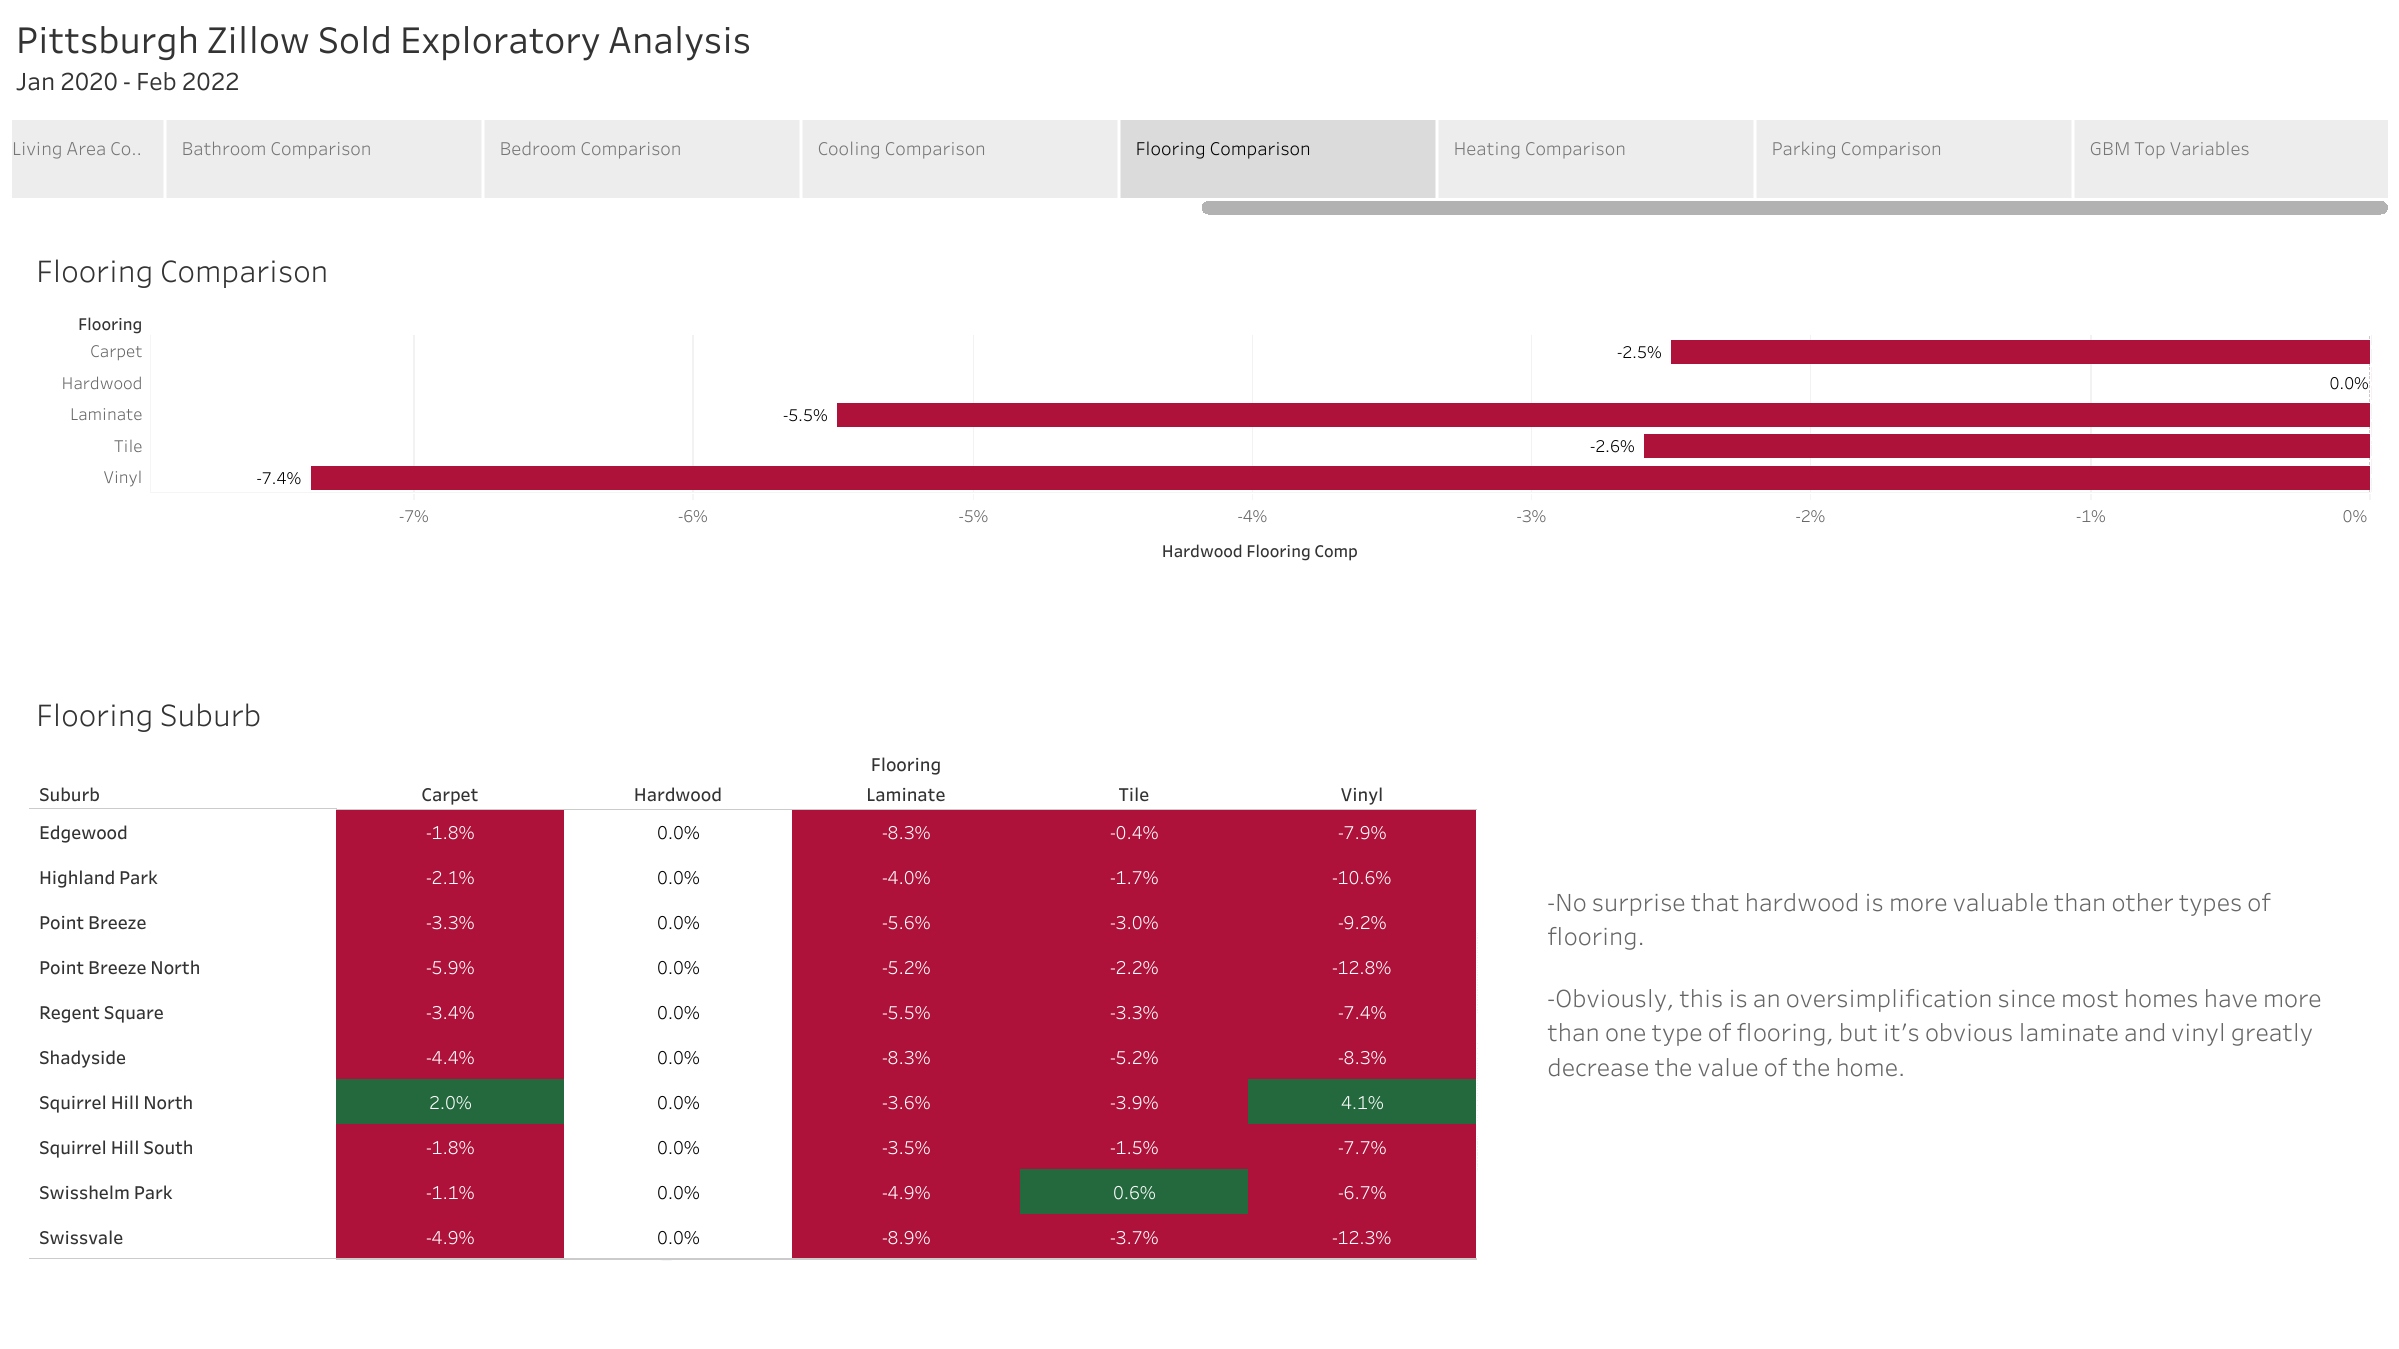 Pittsburgh Zillow Sold Exploratory Analysis
Jan 2020 - Feb 2022
Living Area Co..
Bathroom Comparison
Bedroom Comparison
Cooling Comparison
Flooring Comparison
Heating Comparison
Parking Comparison
GBM Top Variables
Flooring Comparison
Flooring
Carpet -2.5%
Hardwood 0.0%
Laminate -5.5%
Tile -2.6%
Vinyl -7.4%
-7% -6% -5% -4% -3% -2% -1% 0%
Hardwood Flooring Comp
Flooring Suburb
Flooring
Suburb Carpet Hardwood Laminate Tile Vinyl
Edgewood -1.8% 0.0% -8.3% -0.4% -7.9%
Highland Park -2.1% 0.0% -4.0% -1.7% -10.6%
Point Breeze -3.3% 0.0% -5.6% -3.0% -9.2%
Point Breeze North -5.9% 0.0% -5.2% -2.2% -12.8%
Regent Square -3.4% 0.0% -5.5% -3.3% -7.4%
Shadyside -4.4% 0.0% -8.3% -5.2% -8.3%
Squirrel Hill North 2.0% 0.0% -3.6% -3.9% 4.1%
Squirrel Hill South -1.8% 0.0% -3.5% -1.5% -7.7%
Swisshelm Park -1.1% 0.0% -4.9% 0.6% -6.7%
Swissvale -4.9% 0.0% -8.9% -3.7% -12.3%
-No surprise that hardwood is more valuable than other types of
flooring.
-Obviously, this is an oversimplification since most homes have more
than one type of flooring, but it’s obvious laminate and vinyl greatly
decrease the value of the home.